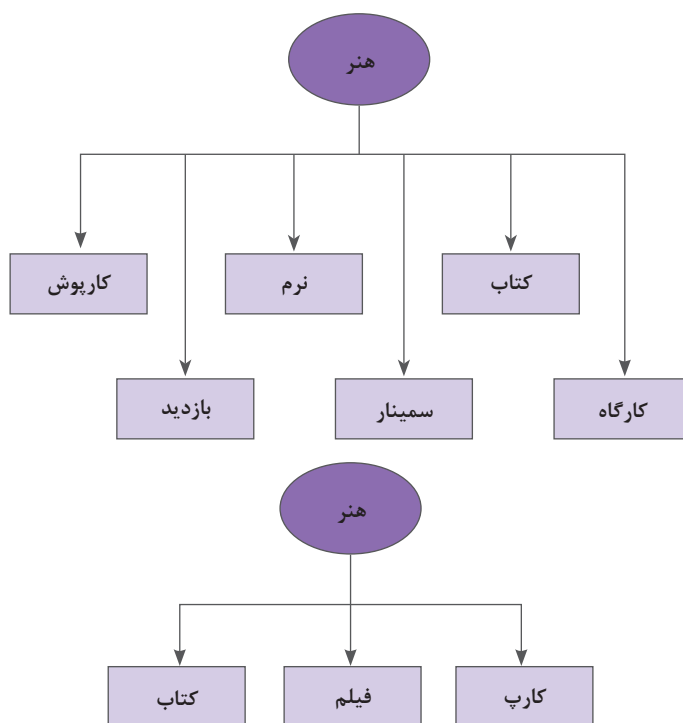 هنر
کتاب
نرم
کارپوش
کارگاه
سمینار
بازدید
هنر
کارپ
فیلم
کتاب